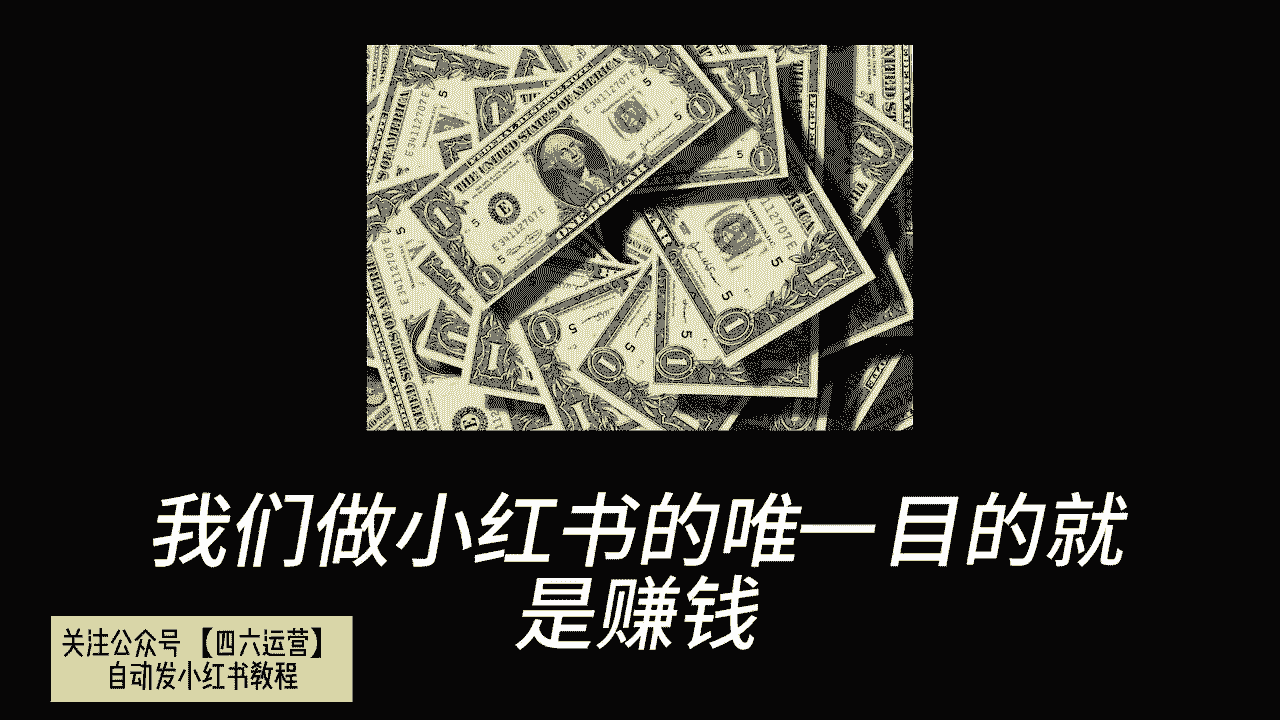 THE UNITED STATES OF AMERICA
E 34112707 E
E 34112707 E
ONE DOLLAR
我们做小红书的唯一目的就
是赚钱
关注公众号【四六运营】
自动发小红书教程